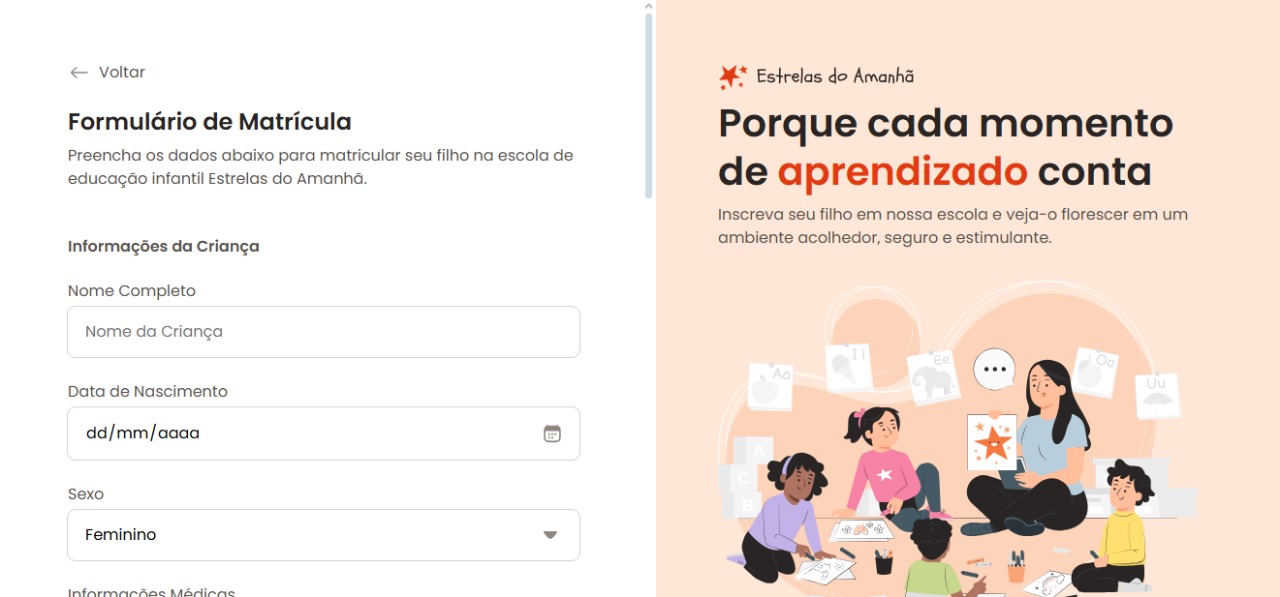 Voltar
Formulário de Matrícula
Preencha os dados abaixo para matricular seu filho na escola de
educação infantil Estrelas do Amanhã.
Informações da Criança
Nome Completo
Nome da Criança
Data de Nascimento
dd/mm/aaaa
Sexo
Feminino
Informações Médicas
Estrelas do Amanhã
Porque cada momento
de aprendizado conta
Inscreva seu filho em nossa escola e veja-o florescer em um
ambiente acolhedor, seguro e estimulante.
Aa
Ii
Ee
Oo
Uu
A
C
B